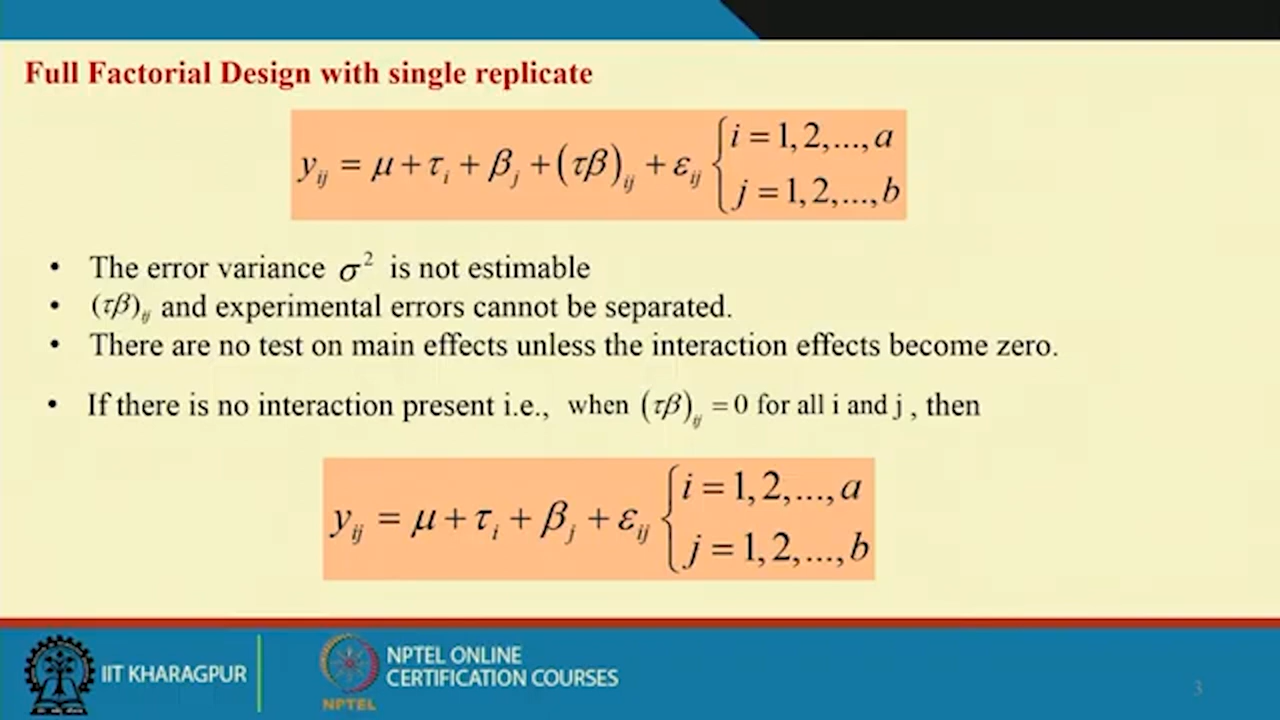 Full Factorial Design with single replicate
y_ij = μ + τ_i + β_j + (τβ)_ij + ε_ij { i = 1, 2, ..., a
j = 1, 2, ..., b
• The error variance σ² is not estimable
• (τβ)_ij and experimental errors cannot be separated.
• There are no test on main effects unless the interaction effects become zero.
• If there is no interaction present i.e., when (τβ)_ij = 0 for all i and j , then
y_ij = μ + τ_i + β_j + ε_ij { i = 1, 2, ..., a
j = 1, 2, ..., b
IIT KHARAGPUR
NPTEL
NPTEL ONLINE
CERTIFICATION COURSES
3